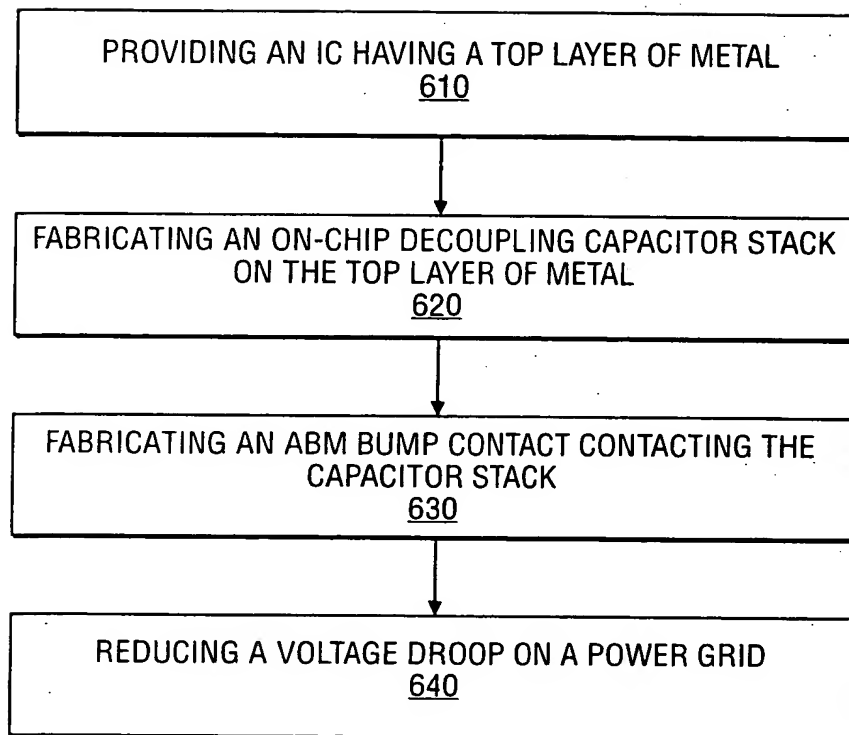 PROVIDING AN IC HAVING A TOP LAYER OF METAL
610
FABRICATING AN ON-CHIP DECOUPLING CAPACITOR STACK
ON THE TOP LAYER OF METAL
620
FABRICATING AN ABM BUMP CONTACT CONTACTING THE
CAPACITOR STACK
630
REDUCING A VOLTAGE DROOP ON A POWER GRID
640